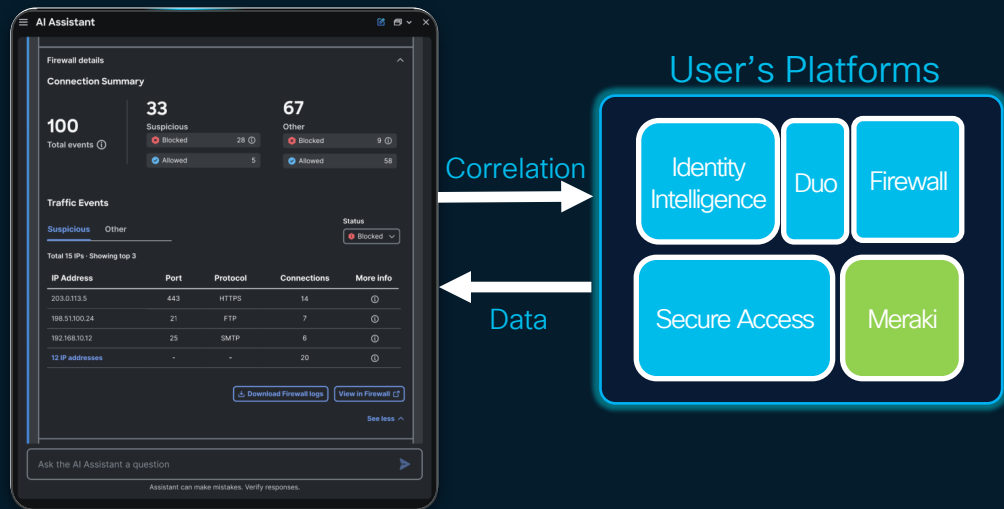 AI Assistant
Firewall details
Connection Summary
100
Total events
33
Suspicious
Blocked 28
Allowed 5
67
Other
Blocked 9
Allowed 58
Traffic Events
Suspicious Other
Status
Blocked
Total 15 IPs · Showing top 3
IP Address Port Protocol Connections More info
203.0.113.5 443 HTTPS 14
198.51.100.24 21 FTP 7
192.168.10.12 25 SMTP 6
12 IP addresses - - 20
Download Firewall logs View in Firewall
See less
Ask the AI Assistant a question
Assistant can make mistakes. Verify responses.
Correlation
Data
User's Platforms
Identity
Intelligence
Duo
Firewall
Secure Access
Meraki